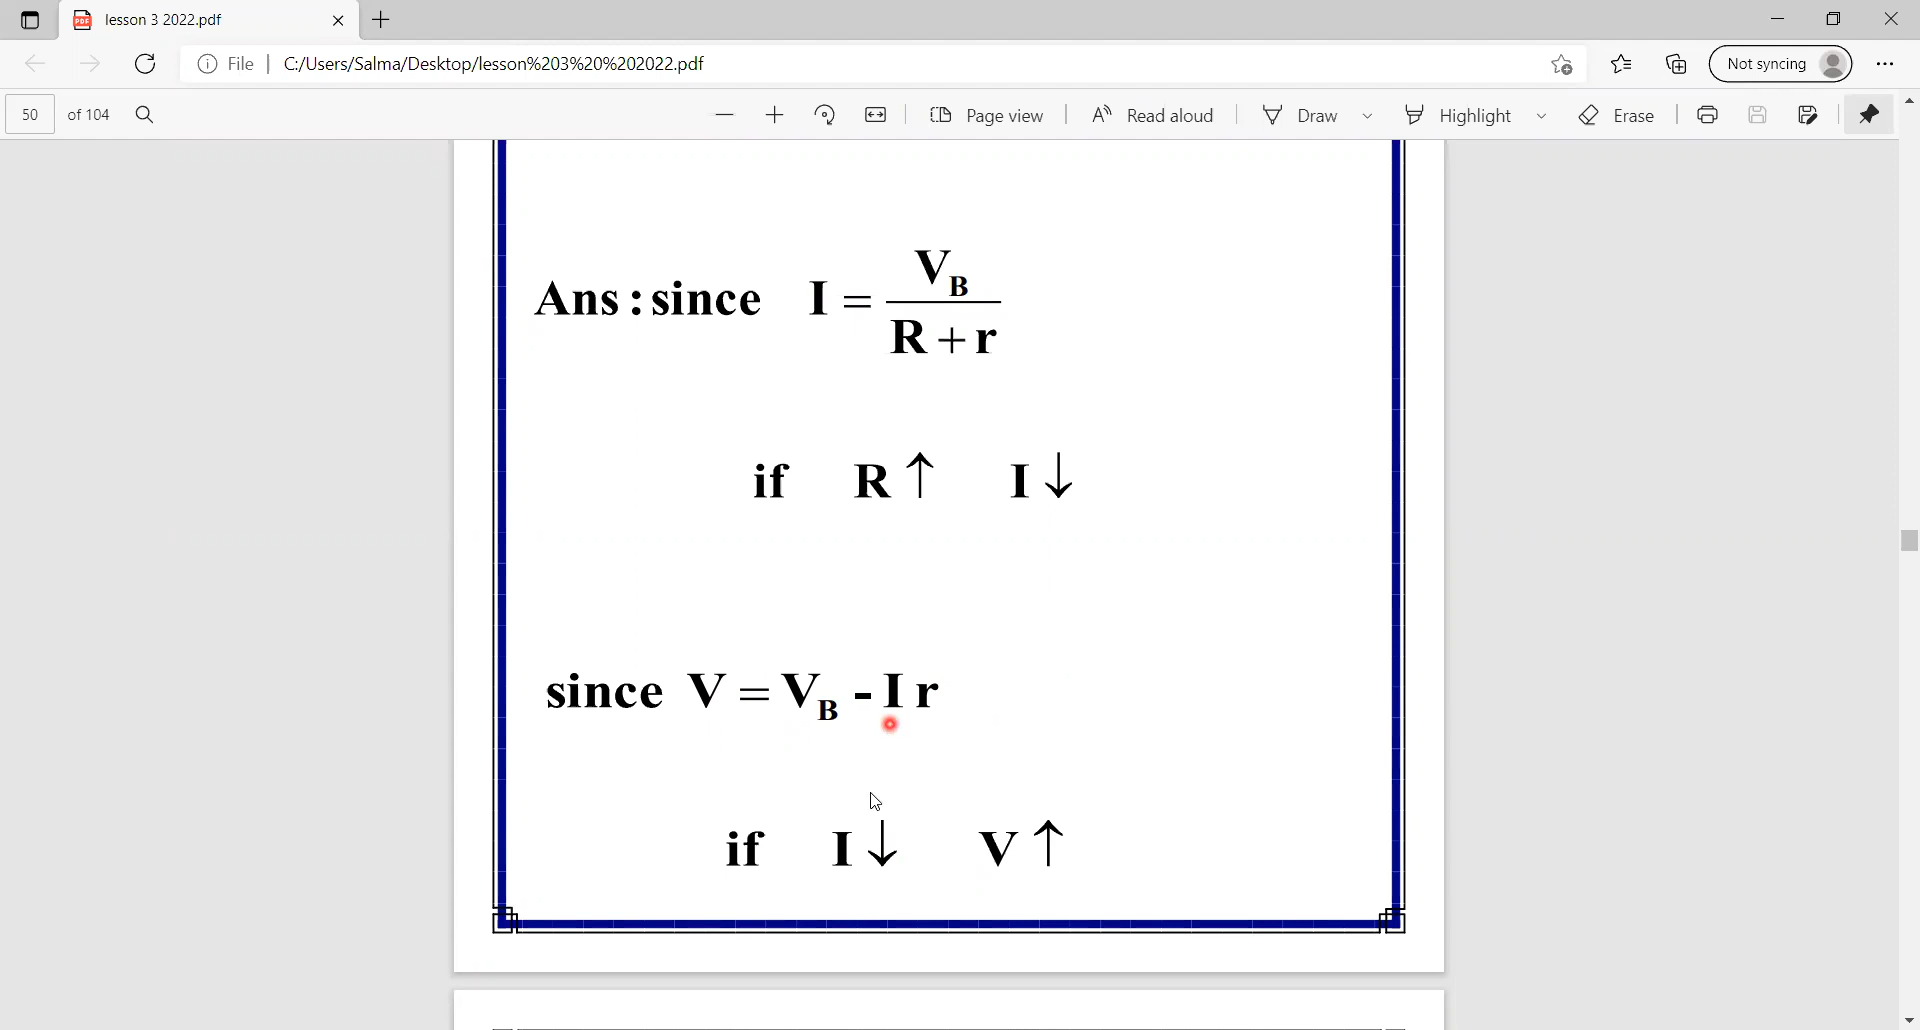 lesson 3 2022.pdf
File | C:/Users/Salma/Desktop/lesson%203%20%202022.pdf
Not syncing
50 of 104
Page view
Read aloud
Draw
Highlight
Erase
Ans : since I = V_B / (R + r)
if R ↑ I ↓
since V = V_B - I r
if I ↓ V ↑